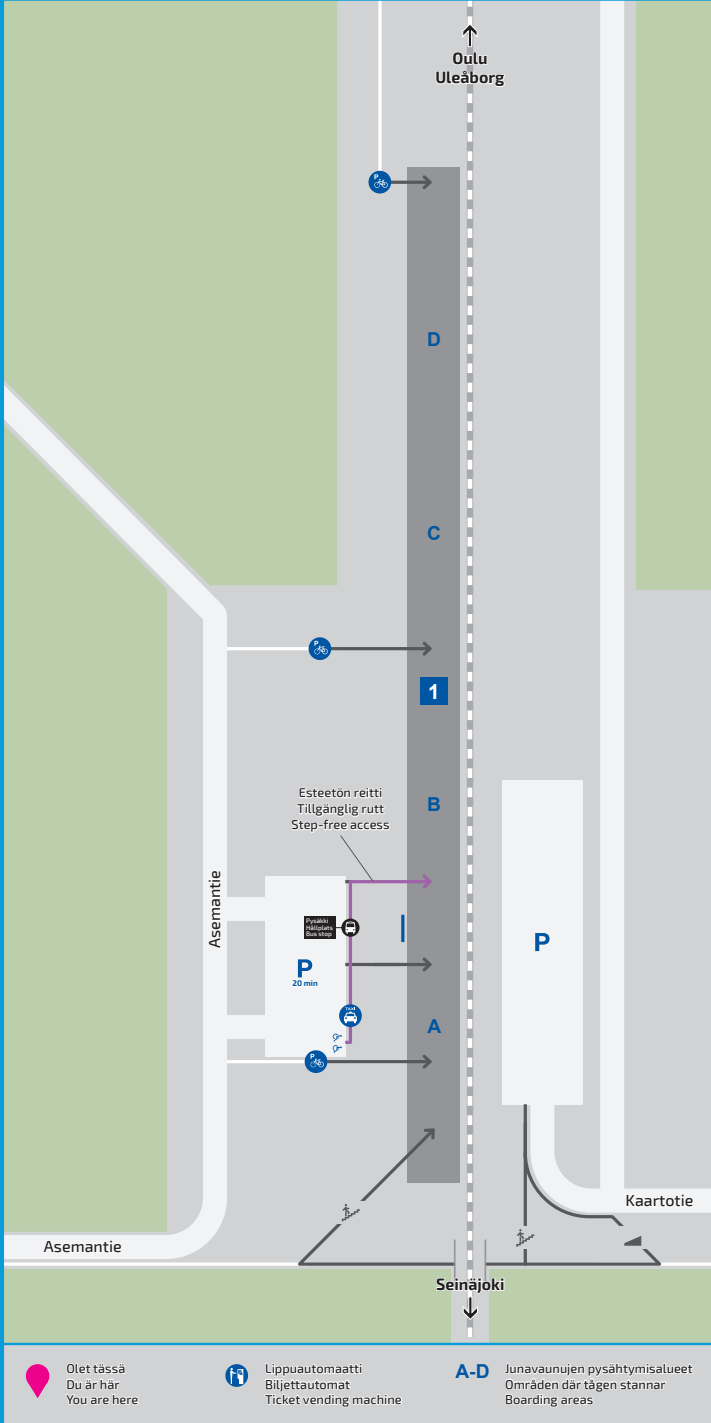 Oulu
Uleåborg
P
D
C
P
1
Esteetön reitti
Tillgänglig rutt
Step-free access
B
Asemantie
Pysäkki
Hållplats
Bus stop
P
20 min
P
TAXI
A
P
Kaartotie
Asemantie
Seinäjoki
Olet tässä
Du är här
You are here
Lippuautomaatti
Biljettautomat
Ticket vending machine
A-D
Junavaunujen pysähtymisalueet
Områden där tågen stannar
Boarding areas